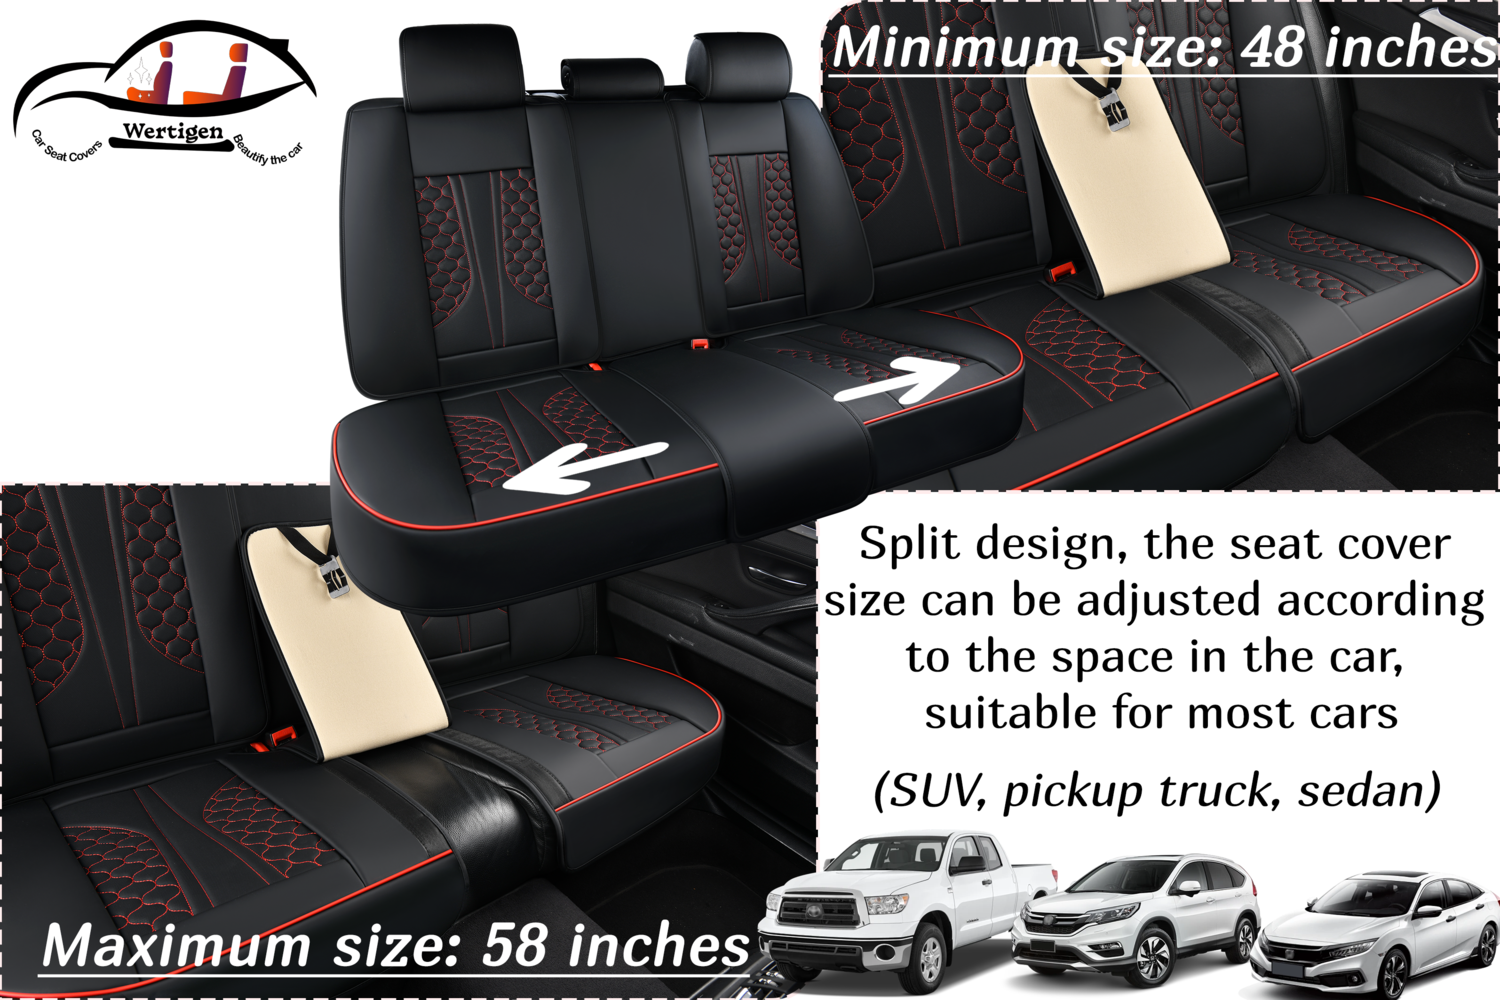 Wertigen
Car Seat Covers
Beautify the car
Minimum size: 48 inches
Split design, the seat cover
size can be adjusted according
to the space in the car,
suitable for most cars
(SUV, pickup truck, sedan)
Maximum size: 58 inches